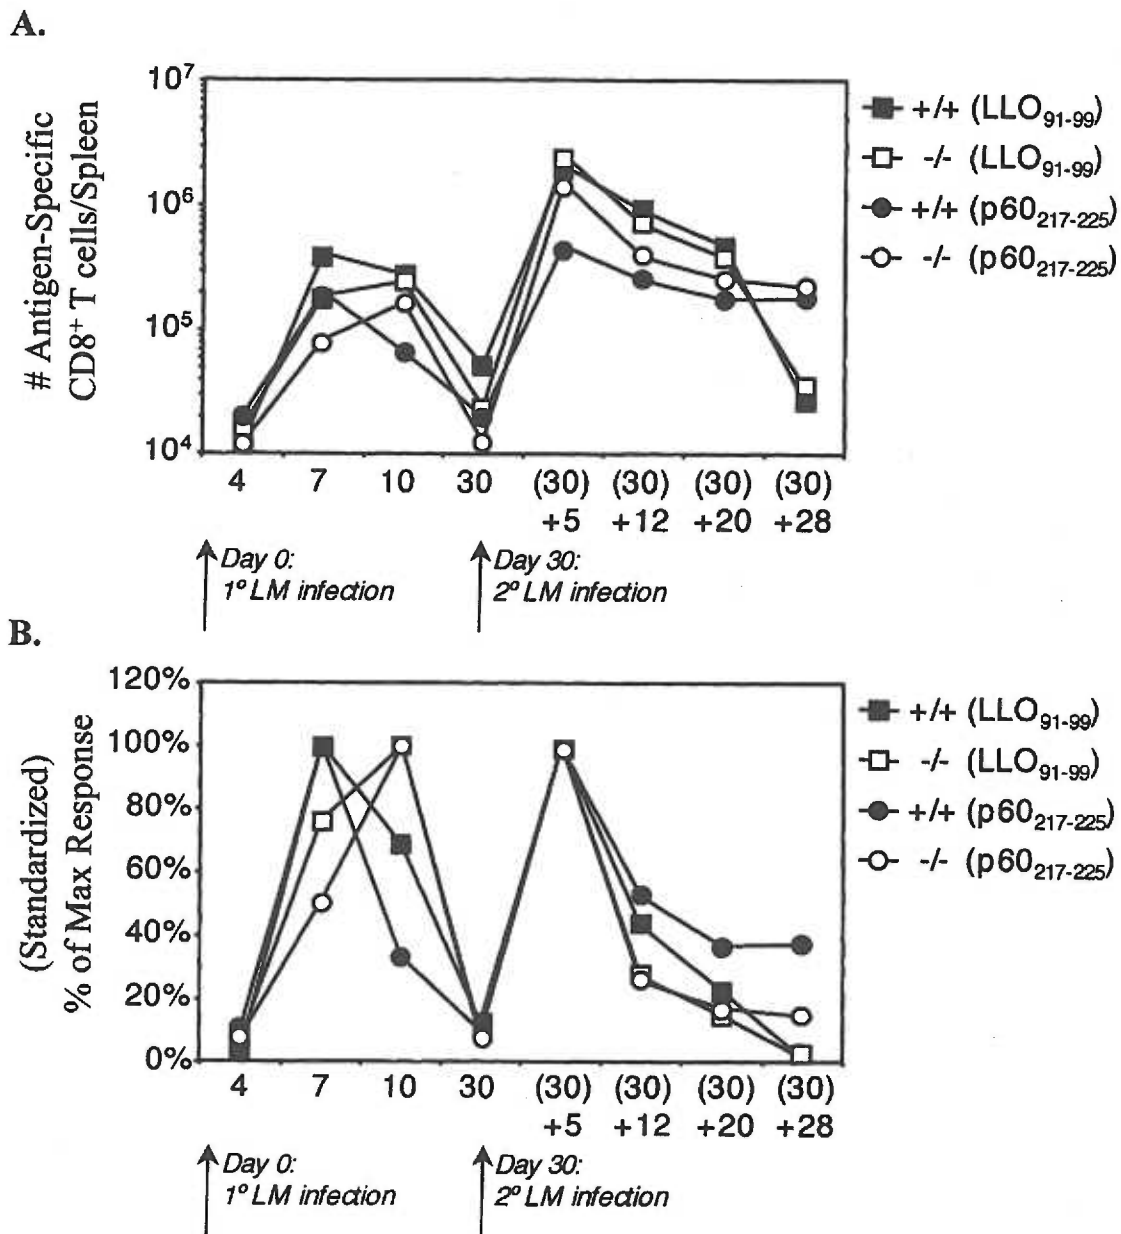 A.
# Antigen-Specific
CD8⁺ T cells/Spleen
10⁷
10⁶
10⁵
10⁴
4 7 10 30 (30) (30) (30) (30)
+5 +12 +20 +28
+/+ (LLO₉₁₋₉₉)
-/- (LLO₉₁₋₉₉)
+/+ (p60₂₁₇₋₂₂₅)
-/- (p60₂₁₇₋₂₂₅)
Day 0:
1º LM infection
Day 30:
2º LM infection
B.
(Standardized)
% of Max Response
120%
100%
80%
60%
40%
20%
0%
4 7 10 30 (30) (30) (30) (30)
+5 +12 +20 +28
+/+ (LLO₉₁₋₉₉)
-/- (LLO₉₁₋₉₉)
+/+ (p60₂₁₇₋₂₂₅)
-/- (p60₂₁₇₋₂₂₅)
Day 0:
1º LM infection
Day 30:
2º LM infection